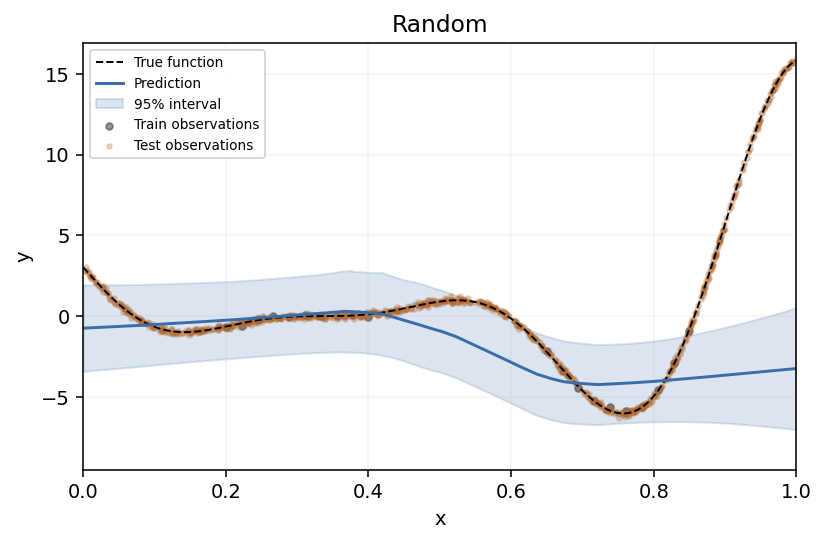 Random
True function
Prediction
95% interval
Train observations
Test observations
15
10
5
0
−5
y
0.0 0.2 0.4 0.6 0.8 1.0
x